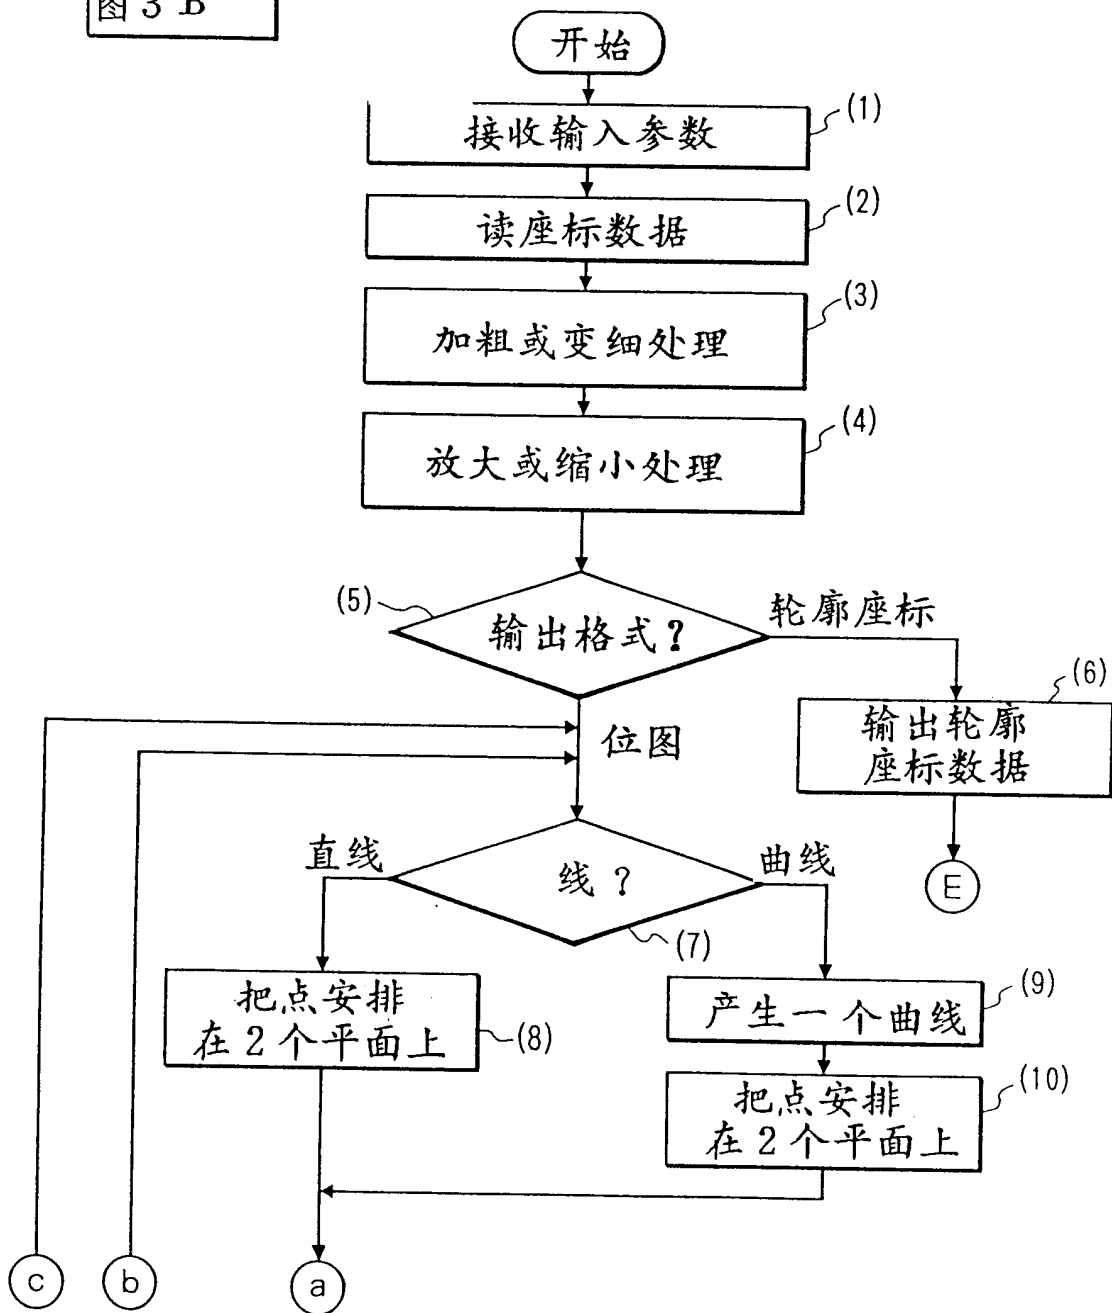 图 3 B
开始
接收输入参数
(1)
读座标数据
(2)
加粗或变细处理
(3)
放大或缩小处理
(4)
(5)
输出格式?
轮廓座标
(6)
输出轮廓
座标数据
位图
E
直线
线?
曲线
(7)
把点安排
在2个平面上
(8)
产生一个曲线
(9)
把点安排
在2个平面上
(10)
c
b
a